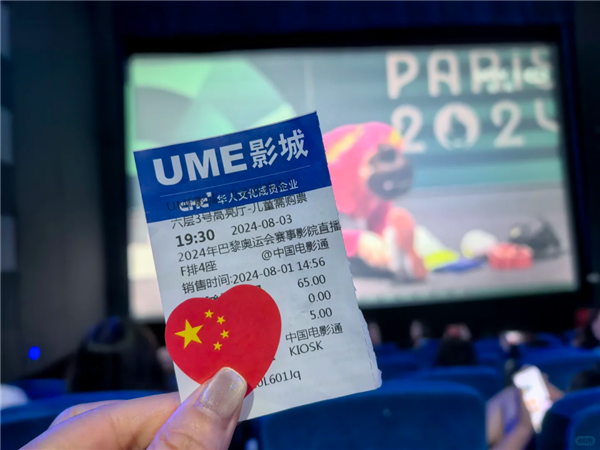 PARIS
2024
UME影城
CMC 华人文化成员企业
六层3号高亮厅-儿童需购票
19:30 2024-08-03
2024年巴黎奥运会赛事影院直播
F排4座 @中国电影通
销售时间:2024-08-01 14:56
65.00
0.00
5.00
中国电影通
KIOSK
01601Jq